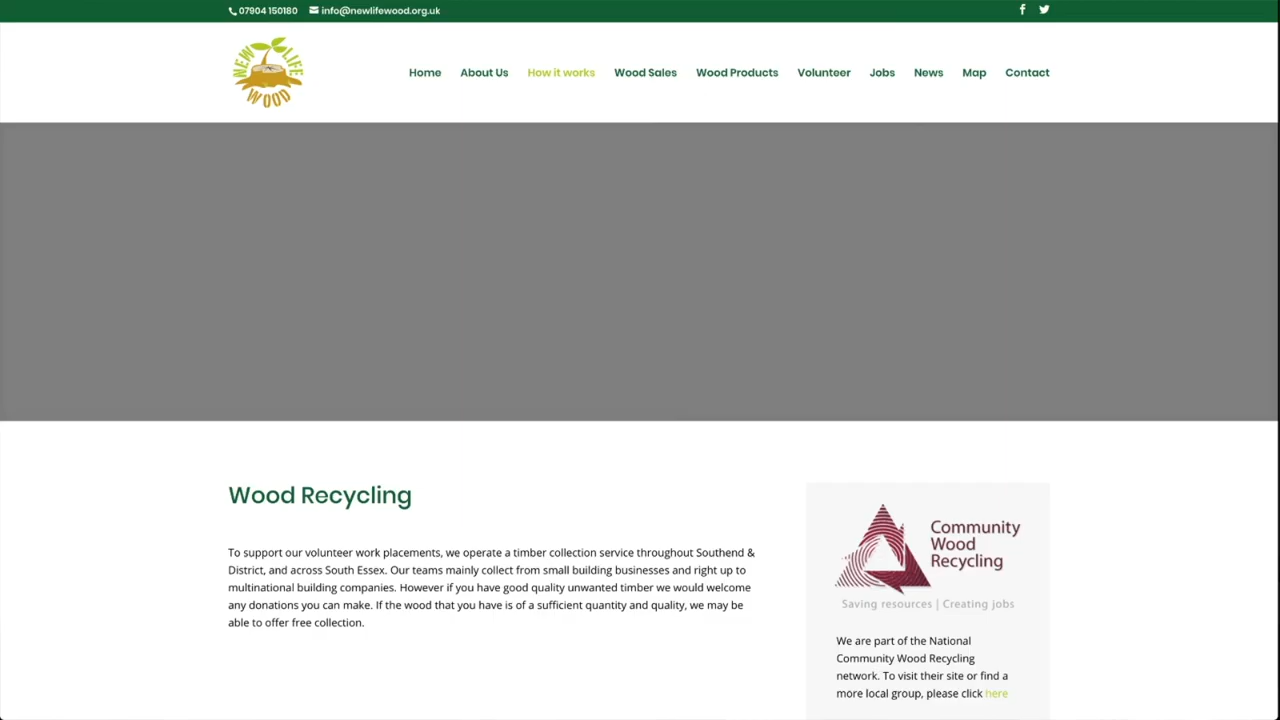 07904 150180 info@newlifewood.org.uk
NEW LIFE WOOD
Home About Us How it works Wood Sales Wood Products Volunteer Jobs News Map Contact
Wood Recycling
To support our volunteer work placements, we operate a timber collection service throughout Southend &
District, and across South Essex. Our teams mainly collect from small building businesses and right up to
multinational building companies. However if you have good quality unwanted timber we would welcome
any donations you can make. If the wood that you have is of a sufficient quantity and quality, we may be
able to offer free collection.
Community
Wood
Recycling
Saving resources | Creating jobs
We are part of the National
Community Wood Recycling
network. To visit their site or find a
more local group, please click here